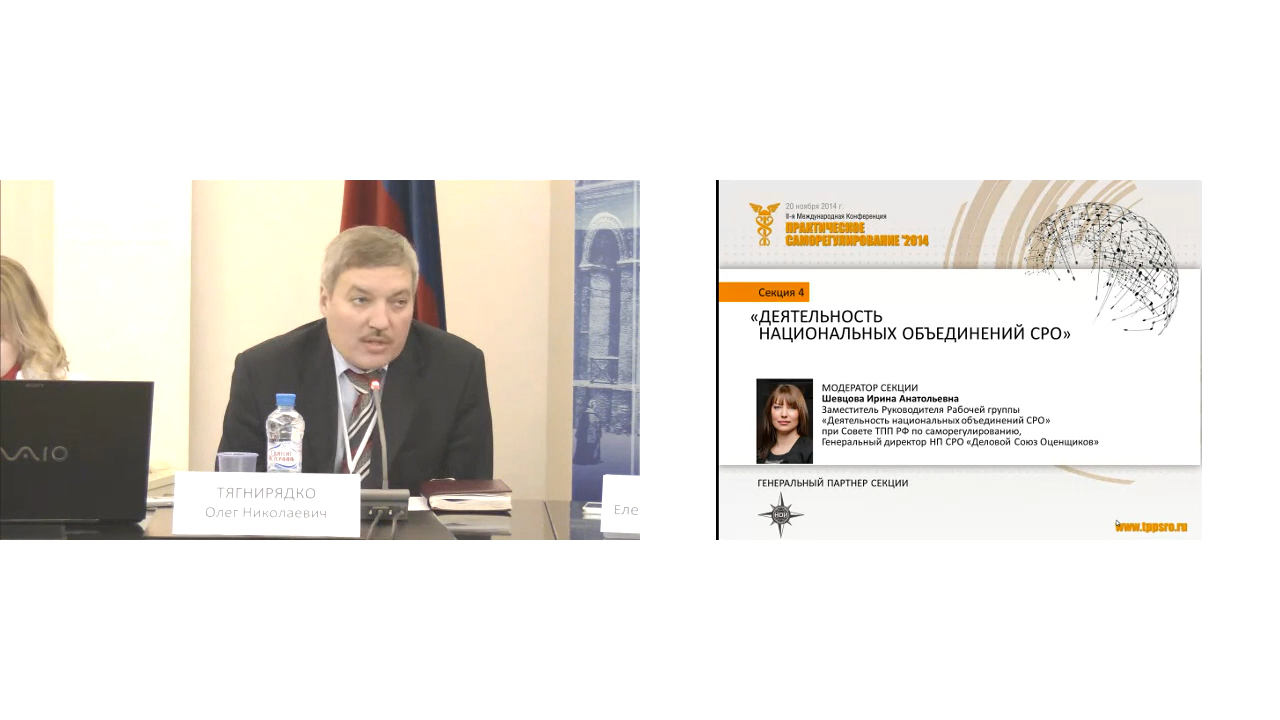 VAIO
ТЯГНИРЯДКО
Олег Николаевич
Еле
20 ноября 2014 г.
II-я Международная Конференция
ПРАКТИЧЕСКОЕ
САМОРЕГУЛИРОВАНИЕ '2014
Секция 4
«ДЕЯТЕЛЬНОСТЬ
НАЦИОНАЛЬНЫХ ОБЪЕДИНЕНИЙ СРО»
МОДЕРАТОР СЕКЦИИ
Шевцова Ирина Анатольевна
Заместитель Руководителя Рабочей группы
«Деятельность национальных объединений СРО»
при Совете ТПП РФ по саморегулированию,
Генеральный директор НП СРО «Деловой Союз Оценщиков»
ГЕНЕРАЛЬНЫЙ ПАРТНЕР СЕКЦИИ
НОИ
www.tppsro.ru